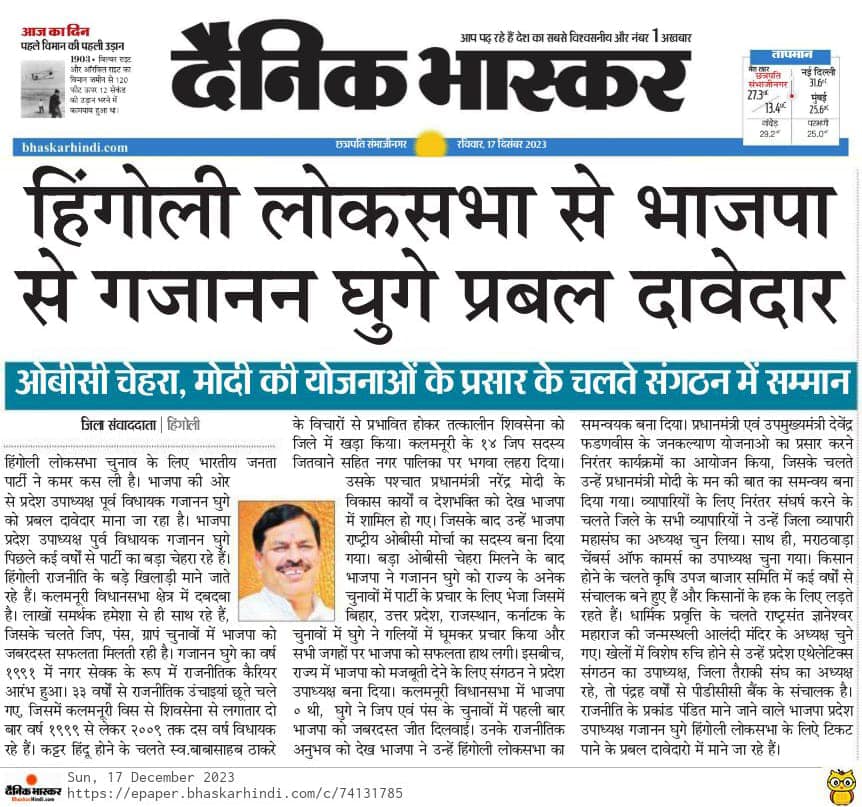 आज का दिन
पहले विमान की पहली उड़ान
1903 • विल्बर राइट
और ऑरविल राइट का
विमान जमीन से 120
फीट ऊपर 12 सेकंड
को उड़ान भरने में
कामयाब हुआ था।
आप पढ़ रहे हैं देश का सबसे विश्वसनीय और नंबर 1 अखबार
दैनिक भास्कर
तापमान
मेरा शहर
छत्रपति
संभाजीनगर
27.3°C
13.4°C
नांदेड़
29.2°
नई दिल्ली
31.6°
मुंबई
25.6°
परभणी
25.0°
bhaskarhindi.com
छत्रपति संभाजीनगर
रविवार, 17 दिसंबर 2023
हिंगोली लोकसभा से भाजपा
से गजानन घुगे प्रबल दावेदार
ओबीसी चेहरा, मोदी की योजनाओं के प्रसार के चलते संगठन में सम्मान
जिला संवाददाता | हिंगोली
हिंगोली लोकसभा चुनाव के लिए भारतीय जनता
पार्टी ने कमर कस ली है। भाजपा की ओर
से प्रदेश उपाध्यक्ष पूर्व विधायक गजानन घुगे
को प्रबल दावेदार माना जा रहा है। भाजपा
प्रदेश उपाध्यक्ष पुर्व विधायक गजानन घुगे
पिछले कई वर्षो से पार्टी का बड़ा चेहरा रहे हैं।
हिंगोली राजनीति के बड़े खिलाड़ी माने जाते
रहे हैं। कलमनूरी विधानसभा क्षेत्र में दबदबा
है। लाखों समर्थक हमेशा से ही साथ रहे हैं,
जिसके चलते जिप, पंस, ग्रापं चुनावों में भाजपा को
जबरदस्त सफलता मिलती रही है। गजानन घुगे का वर्ष
१९९१ में नगर सेवक के रूप में राजनीतिक कैरियर
आरंभ हुआ। ३३ वर्षों से राजनीतिक उंचाइयां छूते चले
गए, जिसमें कलमनूरी विस से शिवसेना से लगातार दो
बार वर्ष १९९९ से लेकर २००९ तक दस वर्ष विधायक
रहे हैं। कट्टर हिंदू होने के चलते स्व.बाबासाहब ठाकरे
के विचारों से प्रभावित होकर तत्कालीन शिवसेना को
जिले में खड़ा किया। कलमनूरी के १४ जिप सदस्य
जितवाने सहित नगर पालिका पर भगवा लहरा दिया।
उसके पश्चात प्रधानमंत्री नरेंद्र मोदी के
विकास कार्यों व देशभक्ति को देख भाजपा
में शामिल हो गए। जिसके बाद उन्हें भाजपा
राष्ट्रीय ओबीसी मोर्चा का सदस्य बना दिया
गया। बड़ा ओबीसी चेहरा मिलने के बाद
भाजपा ने गजानन घुगे को राज्य के अनेक
चुनावों में पार्टी के प्रचार के लिए भेजा जिसमें
बिहार, उत्तर प्रदेश, राजस्थान, कर्नाटक के
चुनावों में घुगे ने गलियों में घूमकर प्रचार किया और
सभी जगहों पर भाजपा को सफलता हाथ लगी। इसबीच,
राज्य में भाजपा को मजबूती देने के लिए संगठन ने प्रदेश
उपाध्यक्ष बना दिया। कलमनूरी विधानसभा में भाजपा
० थी, घुगे ने जिप एवं पंस के चुनावों में पहली बार
भाजपा को जबरदस्त जीत दिलवाई। उनके राजनीतिक
अनुभव को देख भाजपा ने उन्हें हिंगोली लोकसभा का
समन्वयक बना दिया। प्रधानमंत्री एवं उपमुख्यमंत्री देवेंद्र
फडणवीस के जनकल्याण योजनाओ का प्रसार करने
निरंतर कार्यक्रमों का आयोजन किया, जिसके चलते
उन्हें प्रधानमंत्री मोदी के मन की बात का समन्वय बना
दिया गया। व्यापारियों के लिए निरंतर संघर्ष करने के
चलते जिले के सभी व्यापारियों ने उन्हें जिला व्यापारी
महासंघ का अध्यक्ष चुन लिया। साथ ही, मराठवाड़ा
चेंबर्स ऑफ कामर्स का उपाध्यक्ष चुना गया। किसान
होने के चलते कृषि उपज बाजार समिति में कई वर्षों से
संचालक बने हुए हैं और किसानों के हक के लिए लड़ते
रहते हैं। धार्मिक प्रवृत्ति के चलते राष्ट्रसंत ज्ञानेश्वर
महाराज की जन्मस्थली आलंदी मंदिर के अध्यक्ष चुने
गए। खेलों में विशेष रुचि होने से उन्हें प्रदेश एथेलेटिक्स
संगठन का उपाध्यक्ष, जिला तैराकी संघ का अध्यक्ष
रहे, तो पंद्रह वर्षों से पीडीसीसी बैंक के संचालक है।
राजनीति के प्रकांड पंडित माने जाने वाले भाजपा प्रदेश
उपाध्यक्ष गजानन घुगे हिंगोली लोकसभा के लिऐ टिकट
पाने के प्रबल दावेदारो में माने जा रहे हैं।
दैनिक भास्कर
BhaskarHindi.Com
Sun, 17 December 2023
https://epaper.bhaskarhindi.com/c/74131785